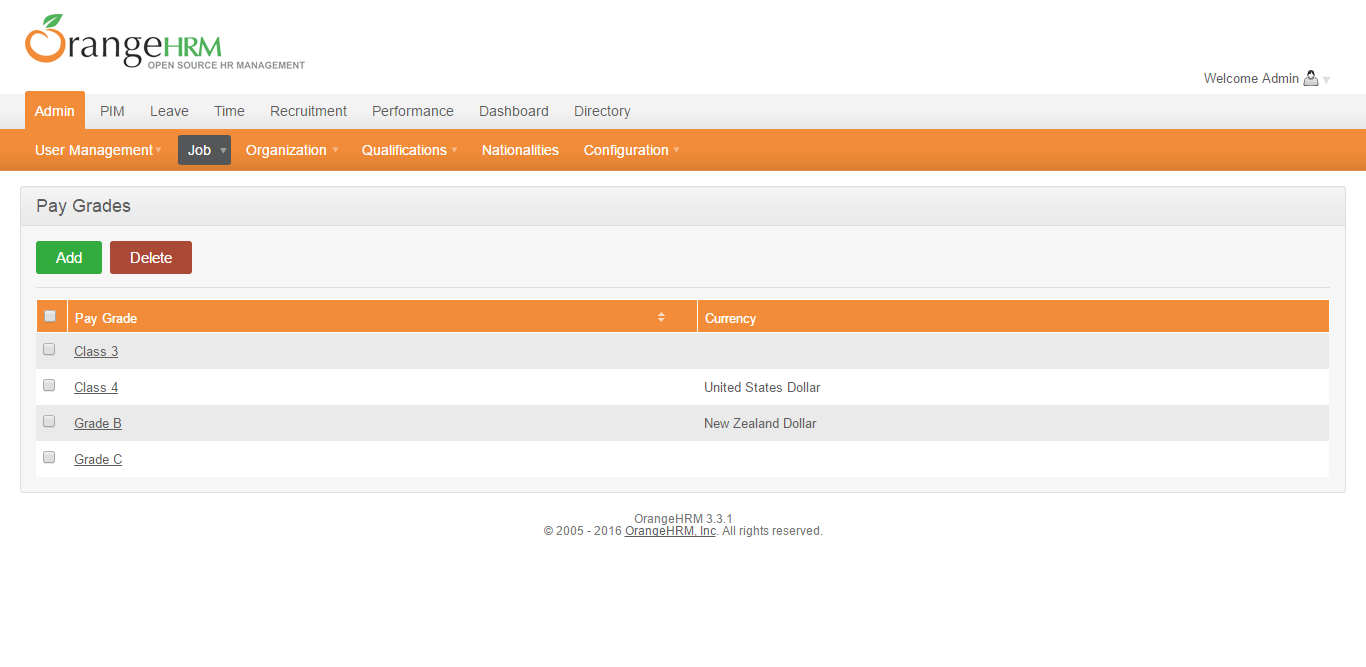 OrangeHRM
OPEN SOURCE HR MANAGEMENT
Welcome Admin
Admin PIM Leave Time Recruitment Performance Dashboard Directory
User Management Job Organization Qualifications Nationalities Configuration
Pay Grades
Add Delete
Pay Grade Currency
Class 3
Class 4 United States Dollar
Grade B New Zealand Dollar
Grade C
OrangeHRM 3.3.1
© 2005 - 2016 OrangeHRM, Inc. All rights reserved.